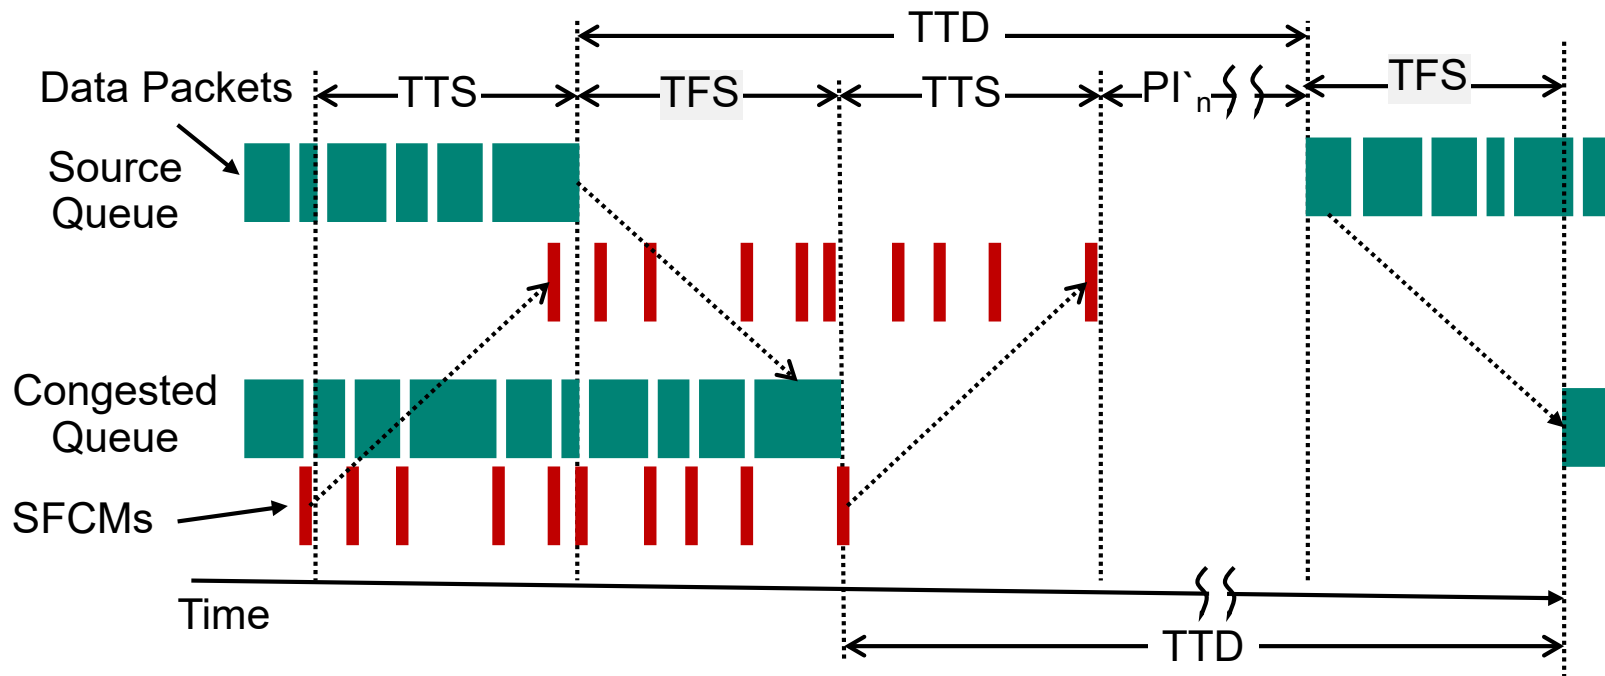 TTD
Data Packets
TTS
TFS
TTS
PI`n
TFS
Source
Queue
Congested
Queue
SFCMs
Time
TTD